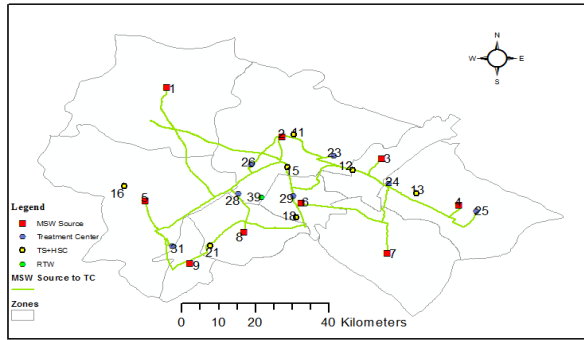 N
W E
S
1
2 41
23
3
26
15
12
24
16
5
28
39
29
6
13
4
25
18
8
31
21
7
9
Legend
MSW Source
Treatment Center
TS+HSC
RTW
MSW Source to TC
Zones
0 10 20 40 Kilometers